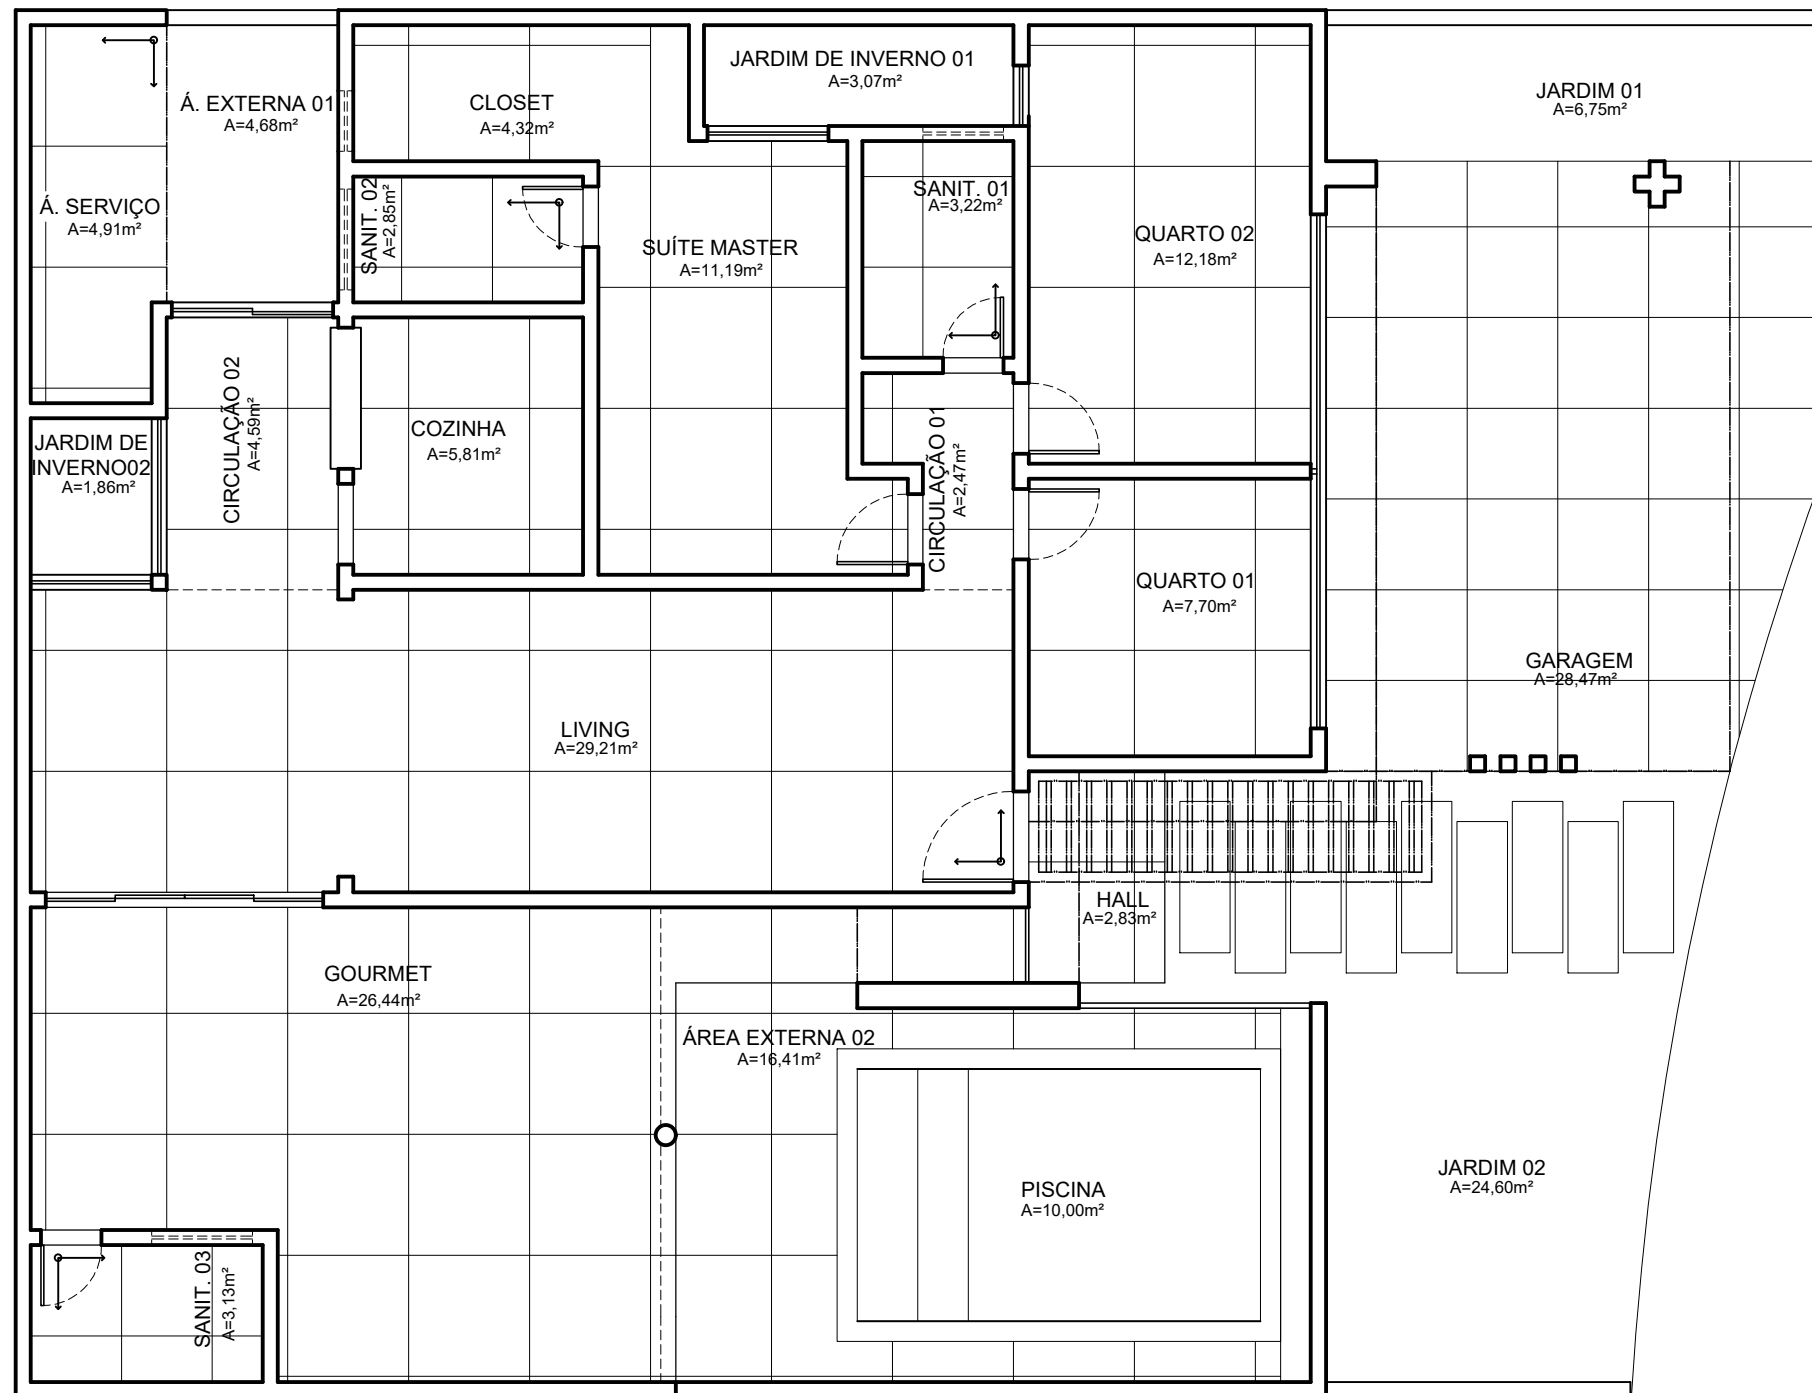 JARDIM DE INVERNO 01
A=3,07m²
JARDIM 01
A=6,75m²
Á. EXTERNA 01
A=4,68m²
CLOSET
A=4,32m²
Á. SERVIÇO
A=4,91m²
SANIT. 02
A=2,85m²
SUÍTE MASTER
A=11,19m²
SANIT. 01
A=3,22m²
QUARTO 02
A=12,18m²
CIRCULAÇÃO 02
A=4,59m²
COZINHA
A=5,81m²
JARDIM DE
INVERNO02
A=1,86m²
CIRCULAÇÃO 01
A=2,47m²
QUARTO 01
A=7,70m²
GARAGEM
A=28,47m²
LIVING
A=29,21m²
HALL
A=2,83m²
GOURMET
A=26,44m²
ÁREA EXTERNA 02
A=16,41m²
PISCINA
A=10,00m²
JARDIM 02
A=24,60m²
SANIT. 03
A=3,13m²